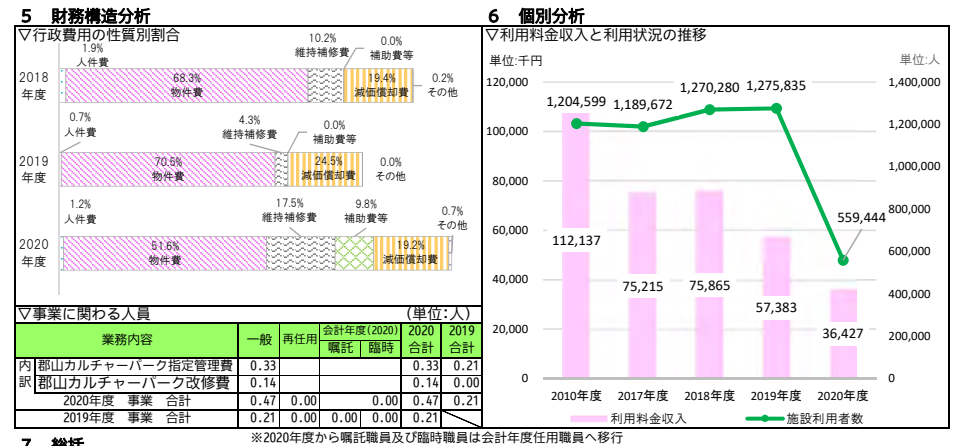 5 財務構造分析
▽行政費用の性質別割合
1.9%
人件費
10.2%
維持補修費
0.0%
補助費等
2018
年度
68.3%
物件費
19.4%
減価償却費
0.2%
その他
0.7%
人件費
4.3%
維持補修費
0.0%
補助費等
2019
年度
70.5%
物件費
24.5%
減価償却費
0.0%
その他
1.2%
人件費
17.5%
維持補修費
9.8%
補助費等
0.7%
その他
2020
年度
51.6%
物件費
19.2%
減価償却費
▽事業に関わる人員 (単位:人)
業務内容 一般 再任用 会計年度(2020) 2020 2019
嘱託 臨時 合計 合計
内訳 郡山カルチャーパーク指定管理費 0.33 0.33 0.21
郡山カルチャーパーク改修費 0.14 0.14 0.00
2020年度 事業 合計 0.47 0.00 0.00 0.47 0.21
2019年度 事業 合計 0.21 0.00 0.00 0.00 0.21
※2020年度から嘱託職員及び臨時職員は会計年度任用職員へ移行
6 個別分析
▽利用料金収入と利用状況の推移
単位:千円 単位:人
120,000 1,400,000
100,000 1,200,000
80,000 1,000,000
60,000 800,000
40,000 600,000
20,000 400,000
0 200,000
0
1,204,599 1,189,672 1,270,280 1,275,835 559,444
112,137 75,215 75,865 57,383 36,427
2010年度 2017年度 2018年度 2019年度 2020年度
利用料金収入 施設利用者数
7 総括